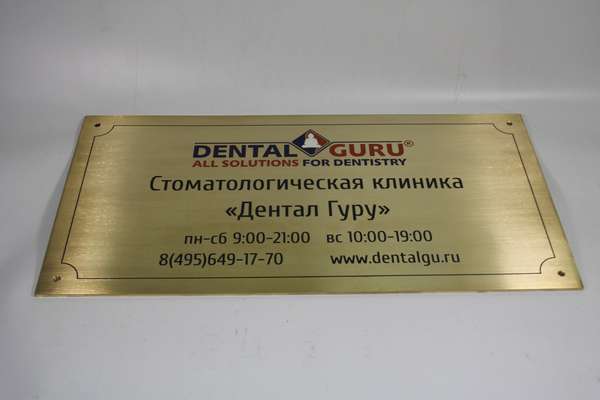 DENTAL GURU®
ALL SOLUTIONS FOR DENTISTRY
Стоматологическая клиника
«Дентал Гуру»
пн-сб 9:00-21:00 вс 10:00-19:00
8(495)649-17-70 www.dentalgu.ru